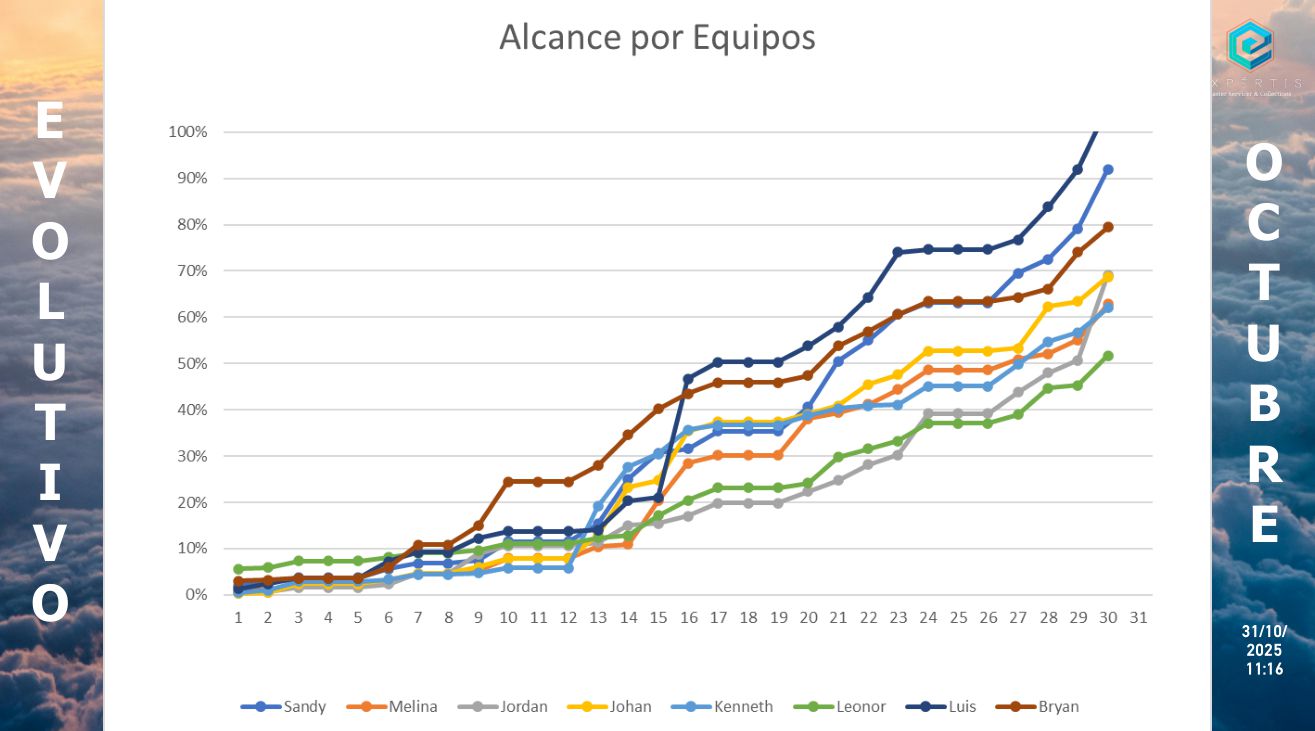 Alcance por Equipos
EVOLUTIVO
100%
90%
80%
70%
60%
50%
40%
30%
20%
10%
0%
1 2 3 4 5 6 7 8 9 10 11 12 13 14 15 16 17 18 19 20 21 22 23 24 25 26 27 28 29 30 31
Sandy Melina Jordan Johan Kenneth Leonor Luis Bryan
XPERTIS
OCTUBRE
31/10/
2025
11:16